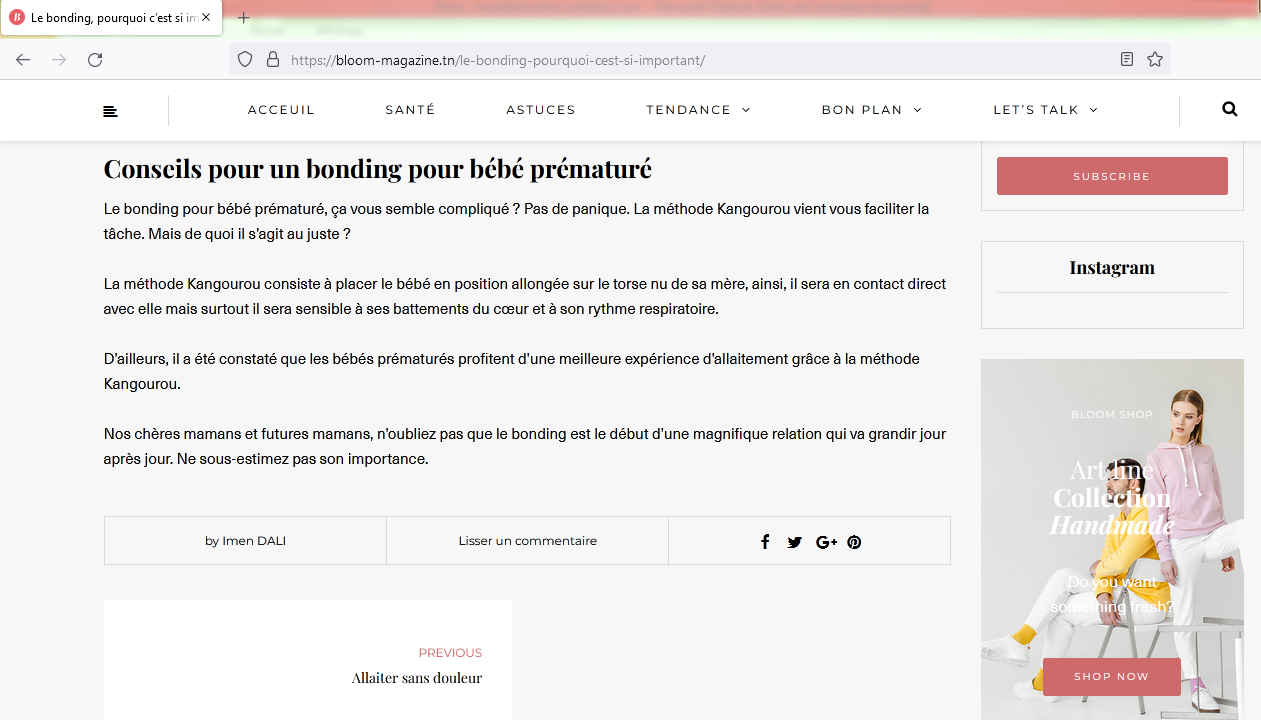 Le bonding, pourquoi c'est si im
https://bloom-magazine.tn/le-bonding-pourquoi-cest-si-important/
ACCEUIL SANTÉ ASTUCES TENDANCE BON PLAN LET'S TALK
Conseils pour un bonding pour bébé prématuré
Le bonding pour bébé prématuré, ça vous semble compliqué ? Pas de panique. La méthode Kangourou vient vous faciliter la
tâche. Mais de quoi il s'agit au juste ?
La méthode Kangourou consiste à placer le bébé en position allongée sur le torse nu de sa mère, ainsi, il sera en contact direct
avec elle mais surtout il sera sensible à ses battements du cœur et à son rythme respiratoire.
D'ailleurs, il a été constaté que les bébés prématurés profitent d'une meilleure expérience d'allaitement grâce à la méthode
Kangourou.
Nos chères mamans et futures mamans, n'oubliez pas que le bonding est le début d'une magnifique relation qui va grandir jour
après jour. Ne sous-estimez pas son importance.
by Imen DALI
Lisser un commentaire
PREVIOUS
Allaiter sans douleur
SUBSCRIBE
Instagram
BLOOM SHOP
Art line
Collection
Handmade
Do you want
something fresh?
SHOP NOW